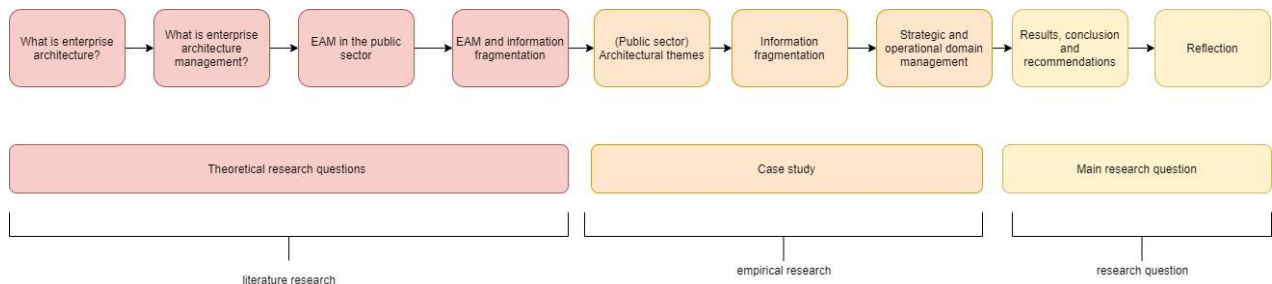 What is enterprise
architecture?
What is enterprise
architecture
management?
EAM in the public
sector
EAM and information
fragmentation
(Public sector)
Architectural themes
Information
fragmentation
Strategic and
operational domain
management
Results, conclusion
and
recommendations
Reflection
Theoretical research questions
Case study
Main research question
literature research
empirical research
research question